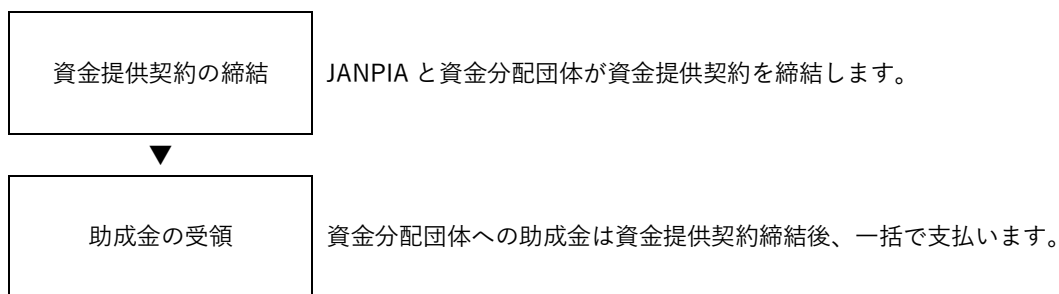 資金提供契約の締結 JANPIA と資金分配団体が資金提供契約を締結します。
▼
助成金の受領 資金分配団体への助成金は資金提供契約締結後、一括で支払います。